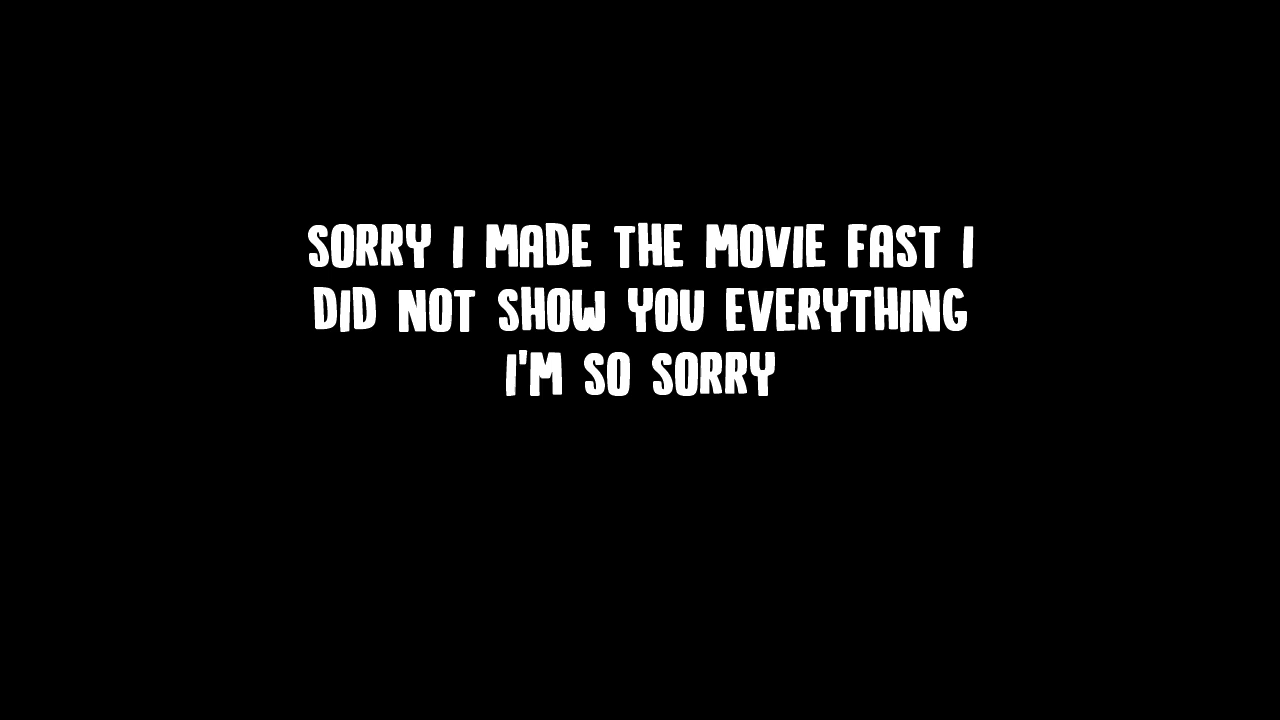 SORRY I MADE THE MOVIE FAST I
DID NOT SHOW YOU EVERYTHING
I'M SO SORRY